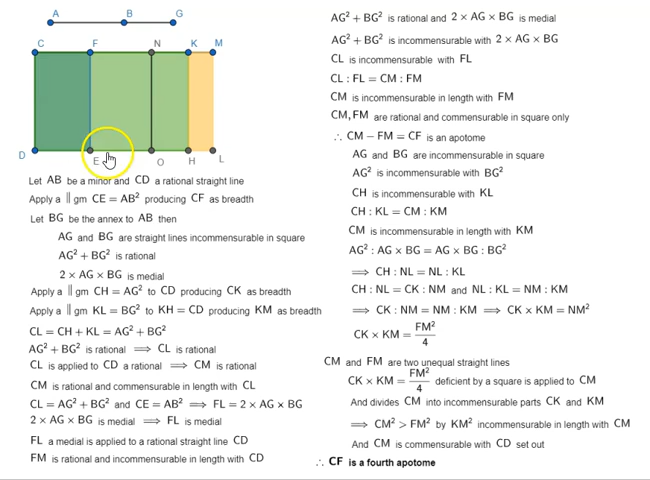 A B G
C F N K M
D E O H L
Let AB be a minor and CD a rational straight line
Apply a ∥gm CE = AB² producing CF as breadth
Let BG be the annex to AB then
AG and BG are straight lines incommensurable in square
AG² + BG² is rational
2 × AG × BG is medial
Apply a ∥gm CH = AG² to CD producing CK as breadth
Apply a ∥gm KL = BG² to KH = CD producing KM as breadth
CL = CH + KL = AG² + BG²
AG² + BG² is rational ⟹ CL is rational
CL is applied to CD a rational ⟹ CM is rational
CM is rational and commensurable in length with CL
CL = AG² + BG² and CE = AB² ⟹ FL = 2 × AG × BG
2 × AG × BG is medial ⟹ FL is medial
FL a medial is applied to a rational straight line CD
FM is rational and incommensurable in length with CD
AG² + BG² is rational and 2 × AG × BG is medial
AG² + BG² is incommensurable with 2 × AG × BG
CL is incommensurable with FL
CL : FL = CM : FM
CM is incommensurable in length with FM
CM, FM are rational and commensurable in square only
∴ CM − FM = CF is an apotome
AG and BG are incommensurable in square
AG² is incommensurable with BG²
CH is incommensurable with KL
CH : KL = CM : KM
CM is incommensurable in length with KM
AG² : AG × BG = AG × BG : BG²
⟹ CH : NL = NL : KL
CH : NL = CK : NM and NL : KL = NM : KM
⟹ CK : NM = NM : KM ⟹ CK × KM = NM²
CK × KM = FM²/4
CM and FM are two unequal straight lines
CK × KM = FM²/4 deficient by a square is applied to CM
And divides CM into incommensurable parts CK and KM
⟹ CM² > FM² by KM² incommensurable in length with CM
And CM is commensurable with CD set out
∴ CF is a fourth apotome